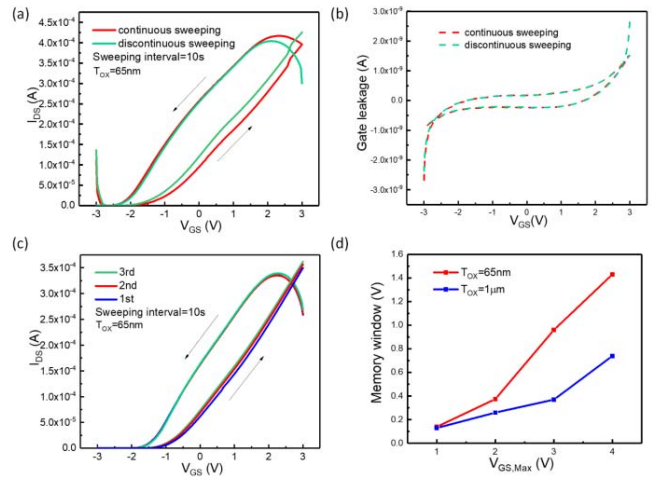 (a)
continuous sweeping
discontinuous sweeping
Sweeping interval=10s
T_OX=65nm
4.5x10⁻⁴
4.0x10⁻⁴
3.5x10⁻⁴
3.0x10⁻⁴
2.5x10⁻⁴
2.0x10⁻⁴
1.5x10⁻⁴
1.0x10⁻⁴
5.0x10⁻⁵
0.0
I_DS (A)
-3 -2 -1 0 1 2 3
V_GS (V)
(b)
continuous sweeping
discontinuous sweeping
3.0x10⁻⁹
2.0x10⁻⁹
1.0x10⁻⁹
0.0
-1.0x10⁻⁹
-2.0x10⁻⁹
-3.0x10⁻⁹
Gate leakage (A)
-3 -2 -1 0 1 2 3
V_GS(V)
(c)
3rd
2nd
1st
Sweeping interval=10s
T_OX=65nm
3.5x10⁻⁴
3.0x10⁻⁴
2.5x10⁻⁴
2.0x10⁻⁴
1.5x10⁻⁴
1.0x10⁻⁴
5.0x10⁻⁵
0.0
I_DS (A)
-3 -2 -1 0 1 2 3
V_GS (V)
(d)
T_OX=65nm
T_OX=1μm
1.6
1.4
1.2
1.0
0.8
0.6
0.4
0.2
0.0
Memory window (V)
1 2 3 4
V_GS,Max (V)